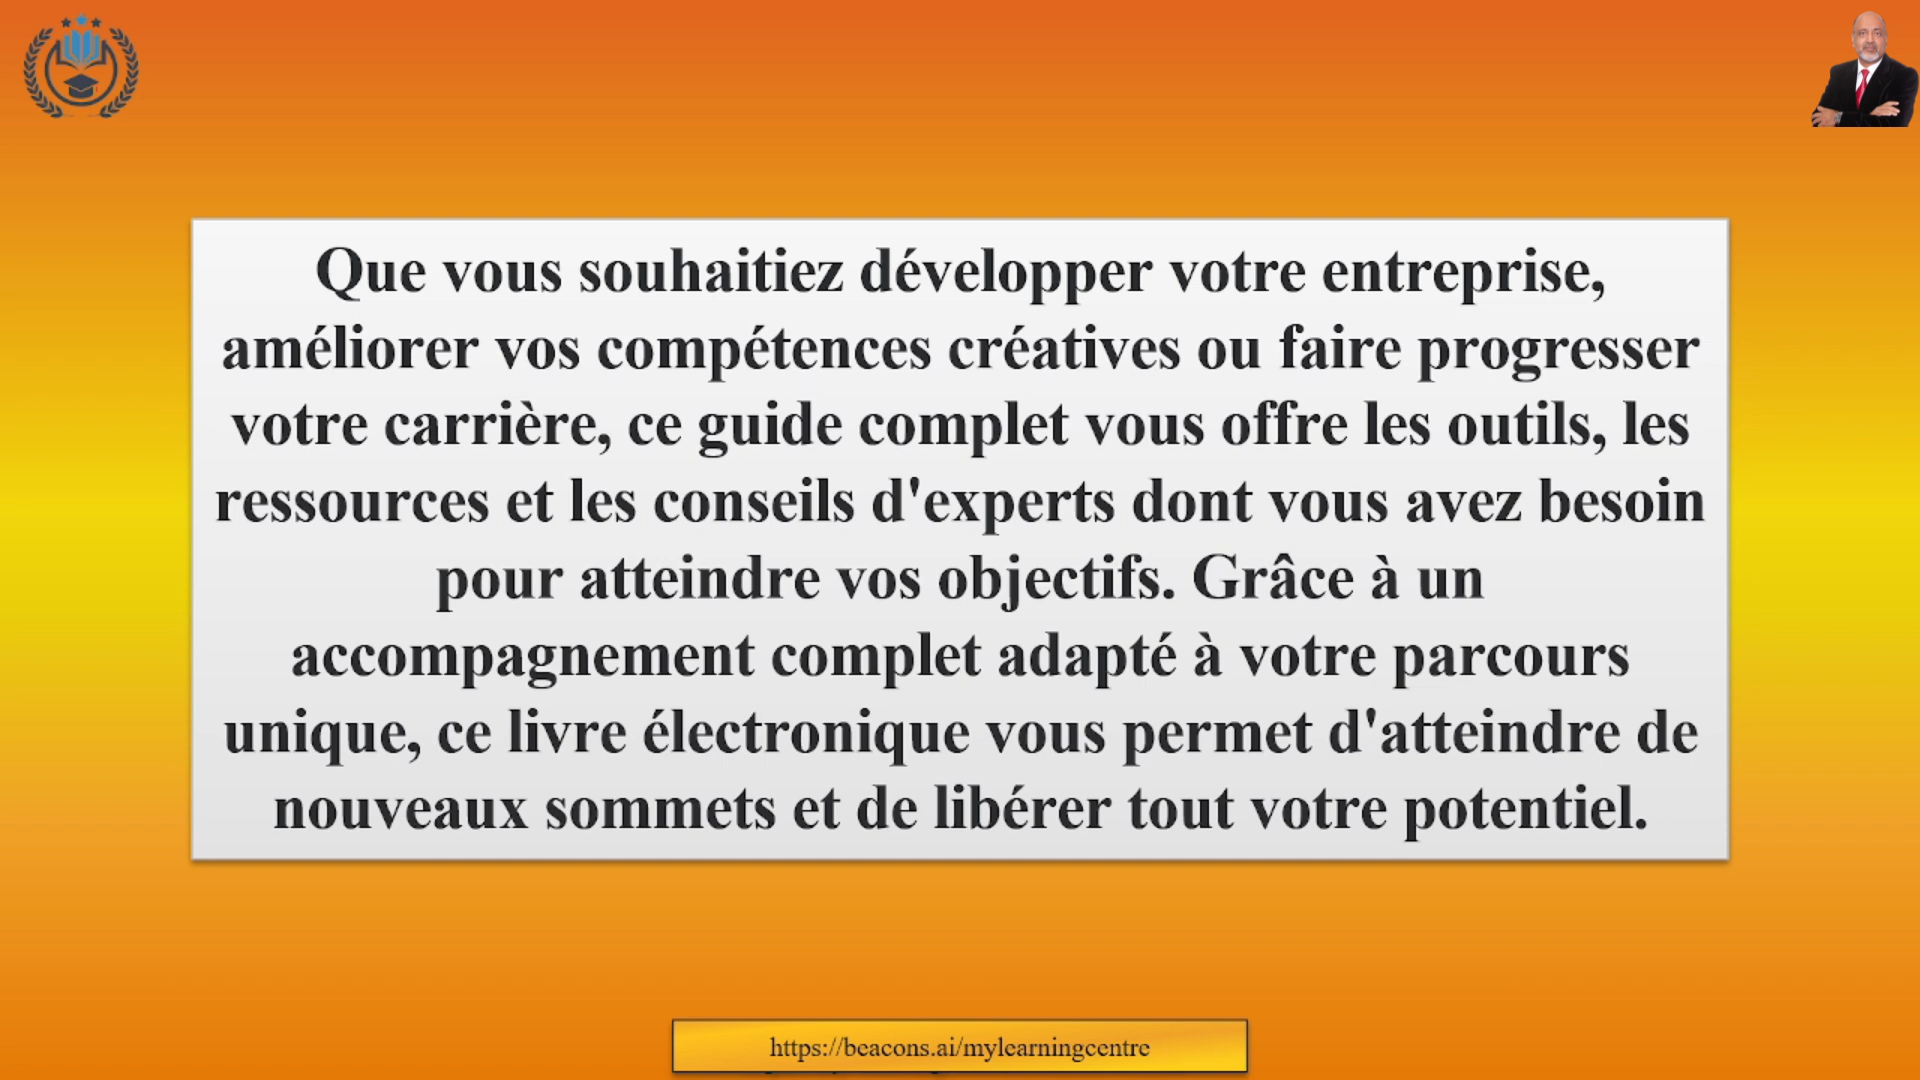 Que vous souhaitiez développer votre entreprise,
améliorer vos compétences créatives ou faire progresser
votre carrière, ce guide complet vous offre les outils, les
ressources et les conseils d'experts dont vous avez besoin
pour atteindre vos objectifs. Grâce à un
accompagnement complet adapté à votre parcours
unique, ce livre électronique vous permet d'atteindre de
nouveaux sommets et de libérer tout votre potentiel.
https://beacons.ai/mylearningcentre